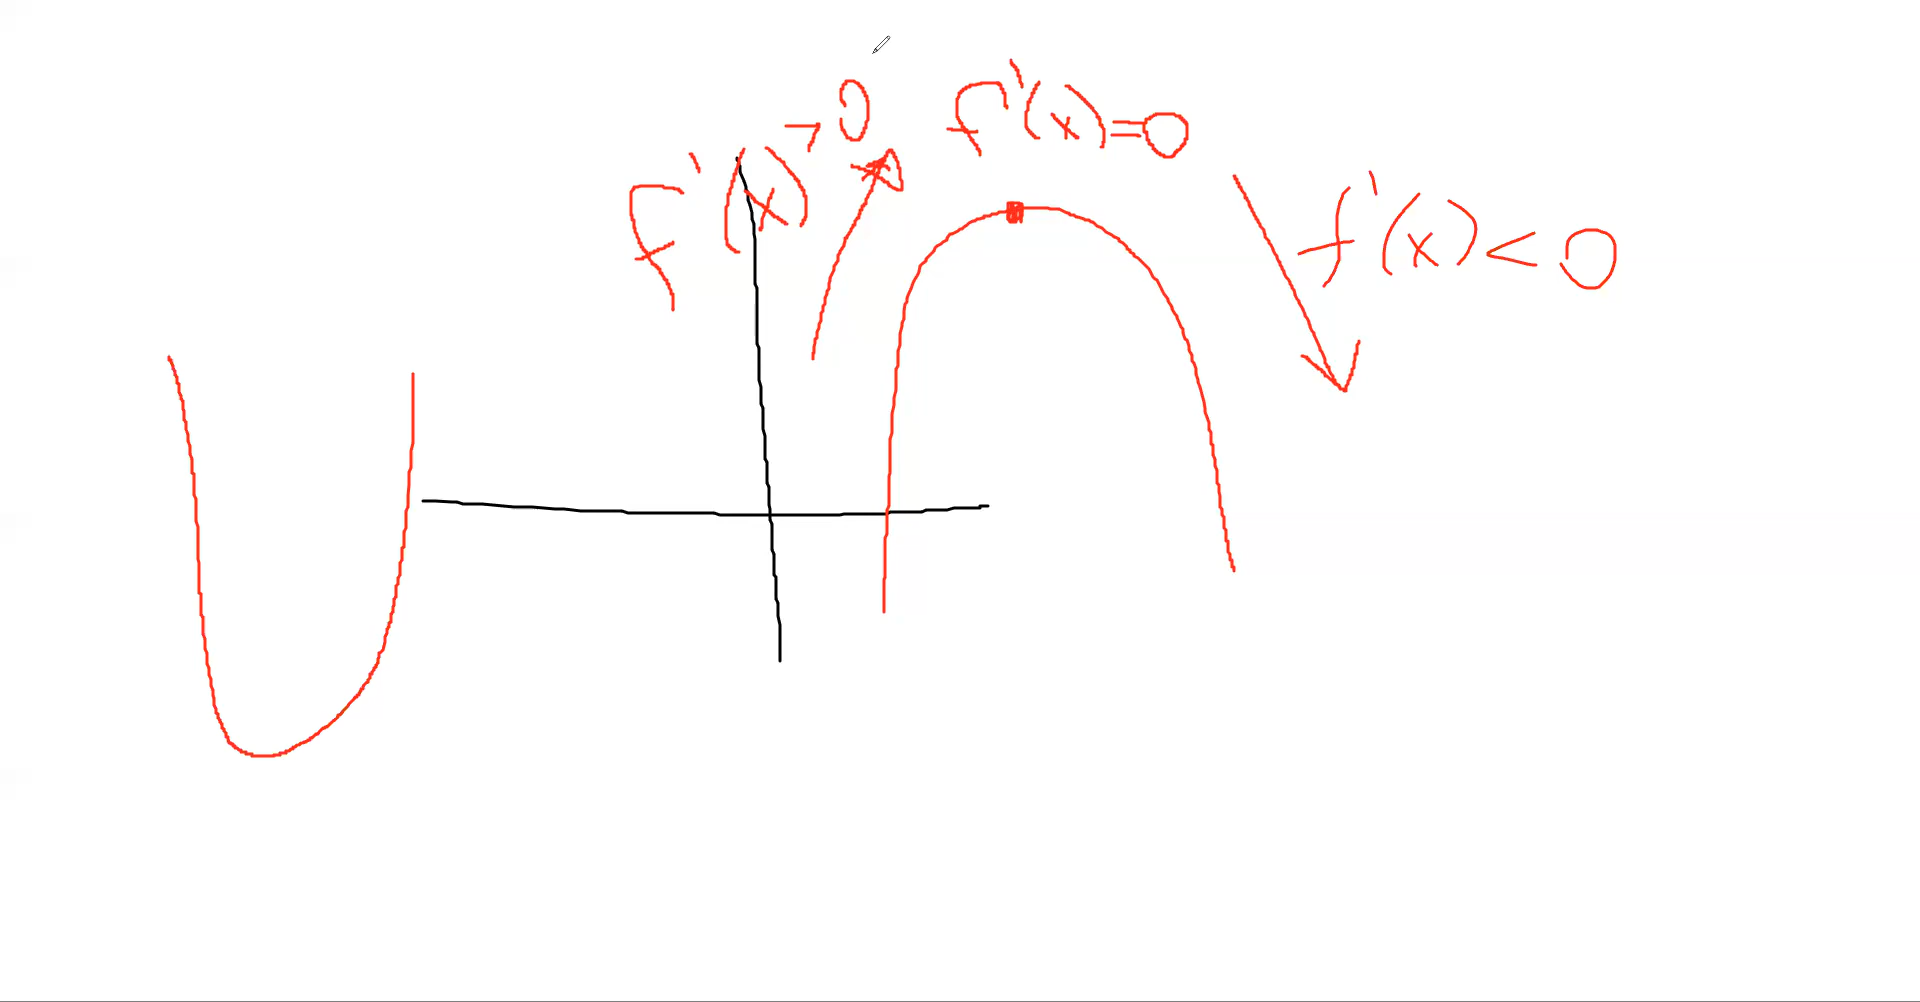 f'(x) > 0
f'(x) = 0
f'(x) < 0